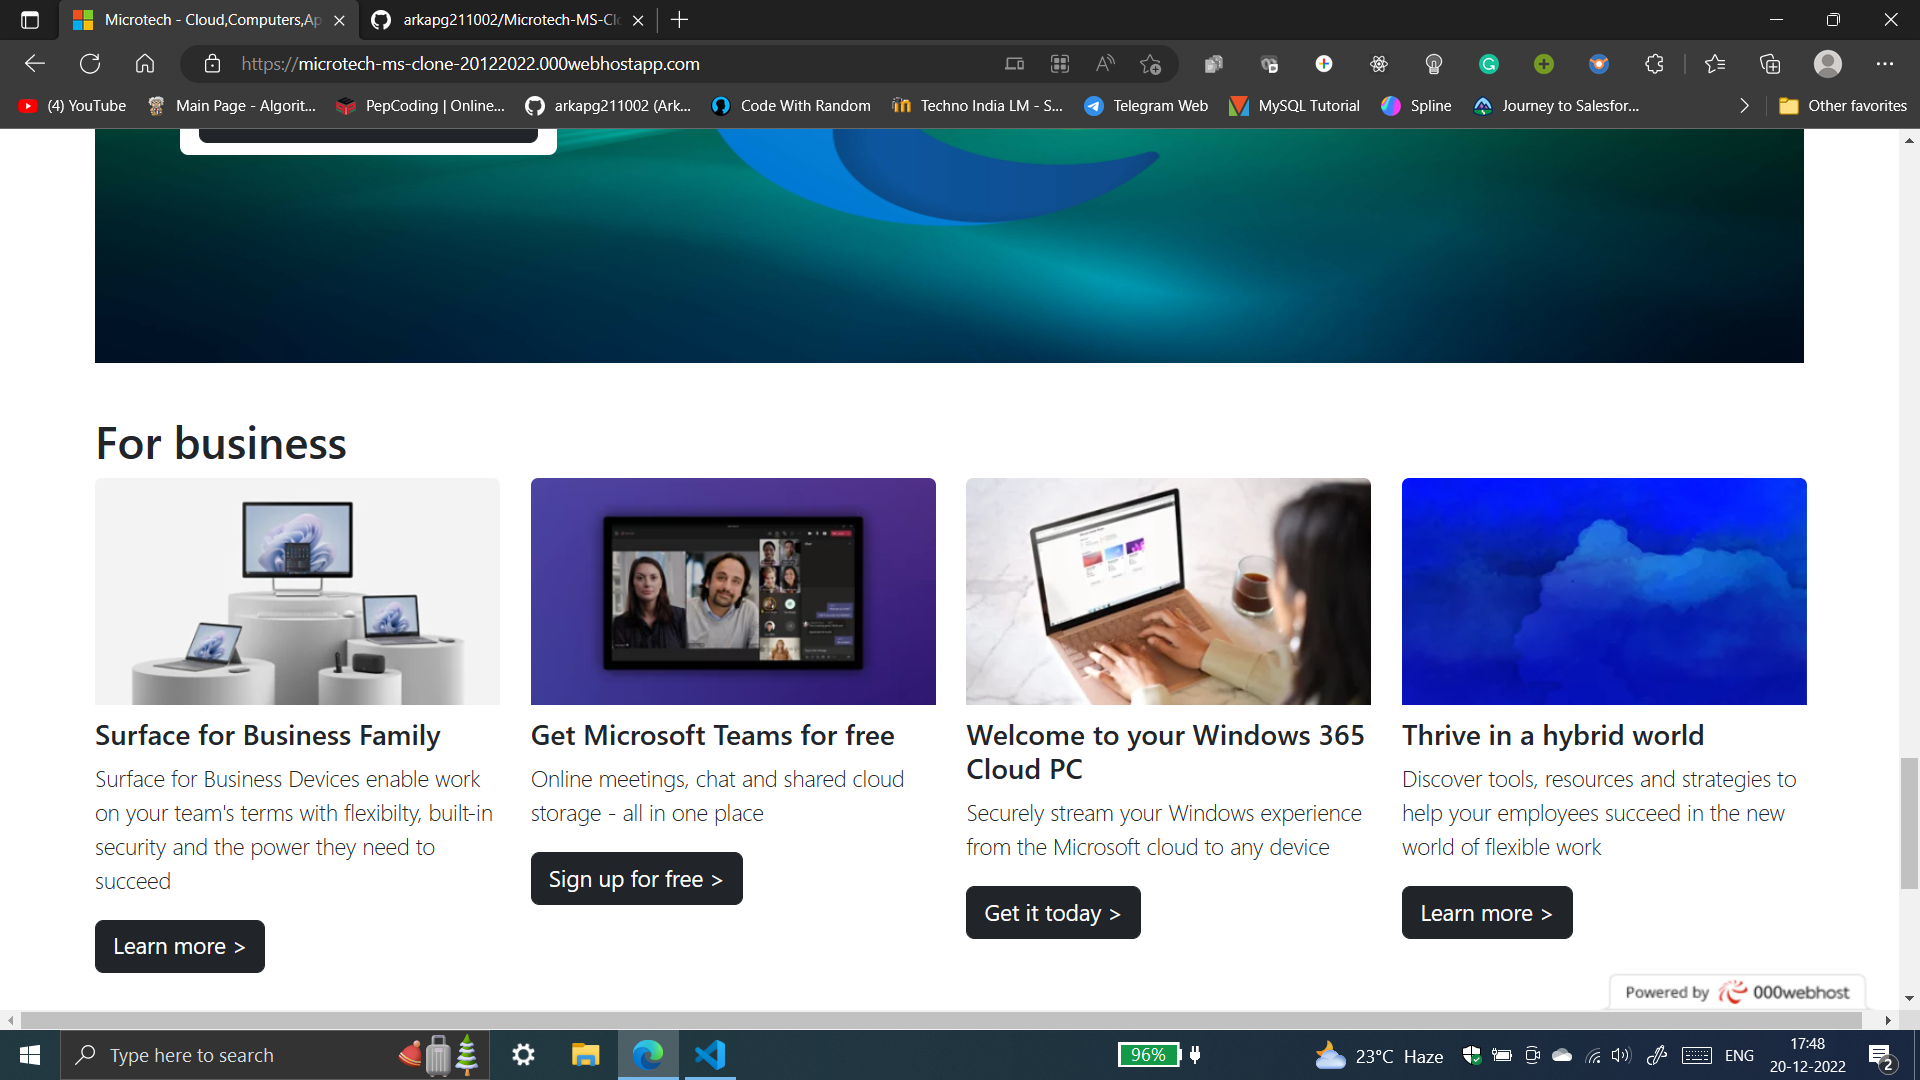 Microtech - Cloud,Computers,Ap
arkapg211002/Microtech-MS-Clo
https://microtech-ms-clone-20122022.000webhostapp.com
(4) YouTube
Main Page - Algorit...
PepCoding | Online...
arkapg211002 (Ark...
Code With Random
Techno India LM - S...
Telegram Web
MySQL Tutorial
Spline
Journey to Salesfor...
Other favorites
For business
Surface for Business Family
Surface for Business Devices enable work
on your team's terms with flexibilty, built-in
security and the power they need to
succeed
Learn more >
Get Microsoft Teams for free
Online meetings, chat and shared cloud
storage - all in one place
Sign up for free >
Welcome to your Windows 365
Cloud PC
Securely stream your Windows experience
from the Microsoft cloud to any device
Get it today >
Thrive in a hybrid world
Discover tools, resources and strategies to
help your employees succeed in the new
world of flexible work
Learn more >
Powered by 000webhost
Type here to search
96%
23°C Haze
ENG
17:48
20-12-2022
2